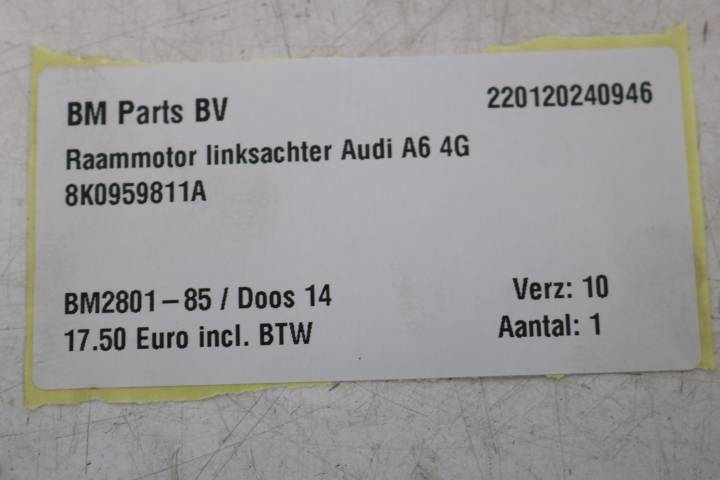 BM Parts BV 220120240946
Raammotor linksachter Audi A6 4G
8K0959811A
BM2801-85 / Doos 14 Verz: 10
17.50 Euro incl. BTW Aantal: 1